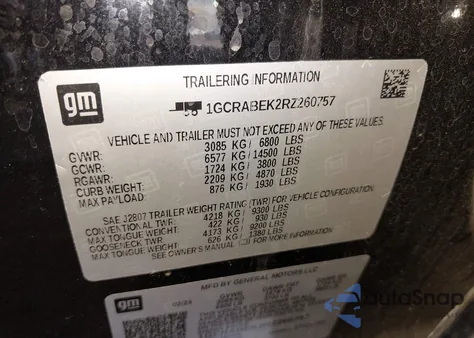 gm
TRAILERING INFORMATION
1GCRABEK2RZ260757
VEHICLE AND TRAILER MUST NOT EXCEED ANY OF THESE VALUES
GVWR: 3085 KG/ 6800 LBS
GCWR: 6577 KG/ 14500 LBS
RGAWR: 1724 KG/ 3800 LBS
CURB WEIGHT: 2209 KG/ 4870 LBS
MAX PAYLOAD: 876 KG/ 1930 LBS
SAE J2807 TRAILER WEIGHT RATING (TWR) FOR VEHICLE CONFIGURATION
CONVENTIONAL TWR: 4218 KG/ 9300 LBS
MAX TONGUE WEIGHT: 422 KG/ 930 LBS
GOOSENECK TWR 4173 KG/ 9200 LBS
MAX TONGUE WEIGHT: 626 KG/ 1380 LBS
SEE OWNER'S MANUAL FOR MORE INFORMATION
gm
MFD BY GENERAL MOTORS LLC
AutoSnap